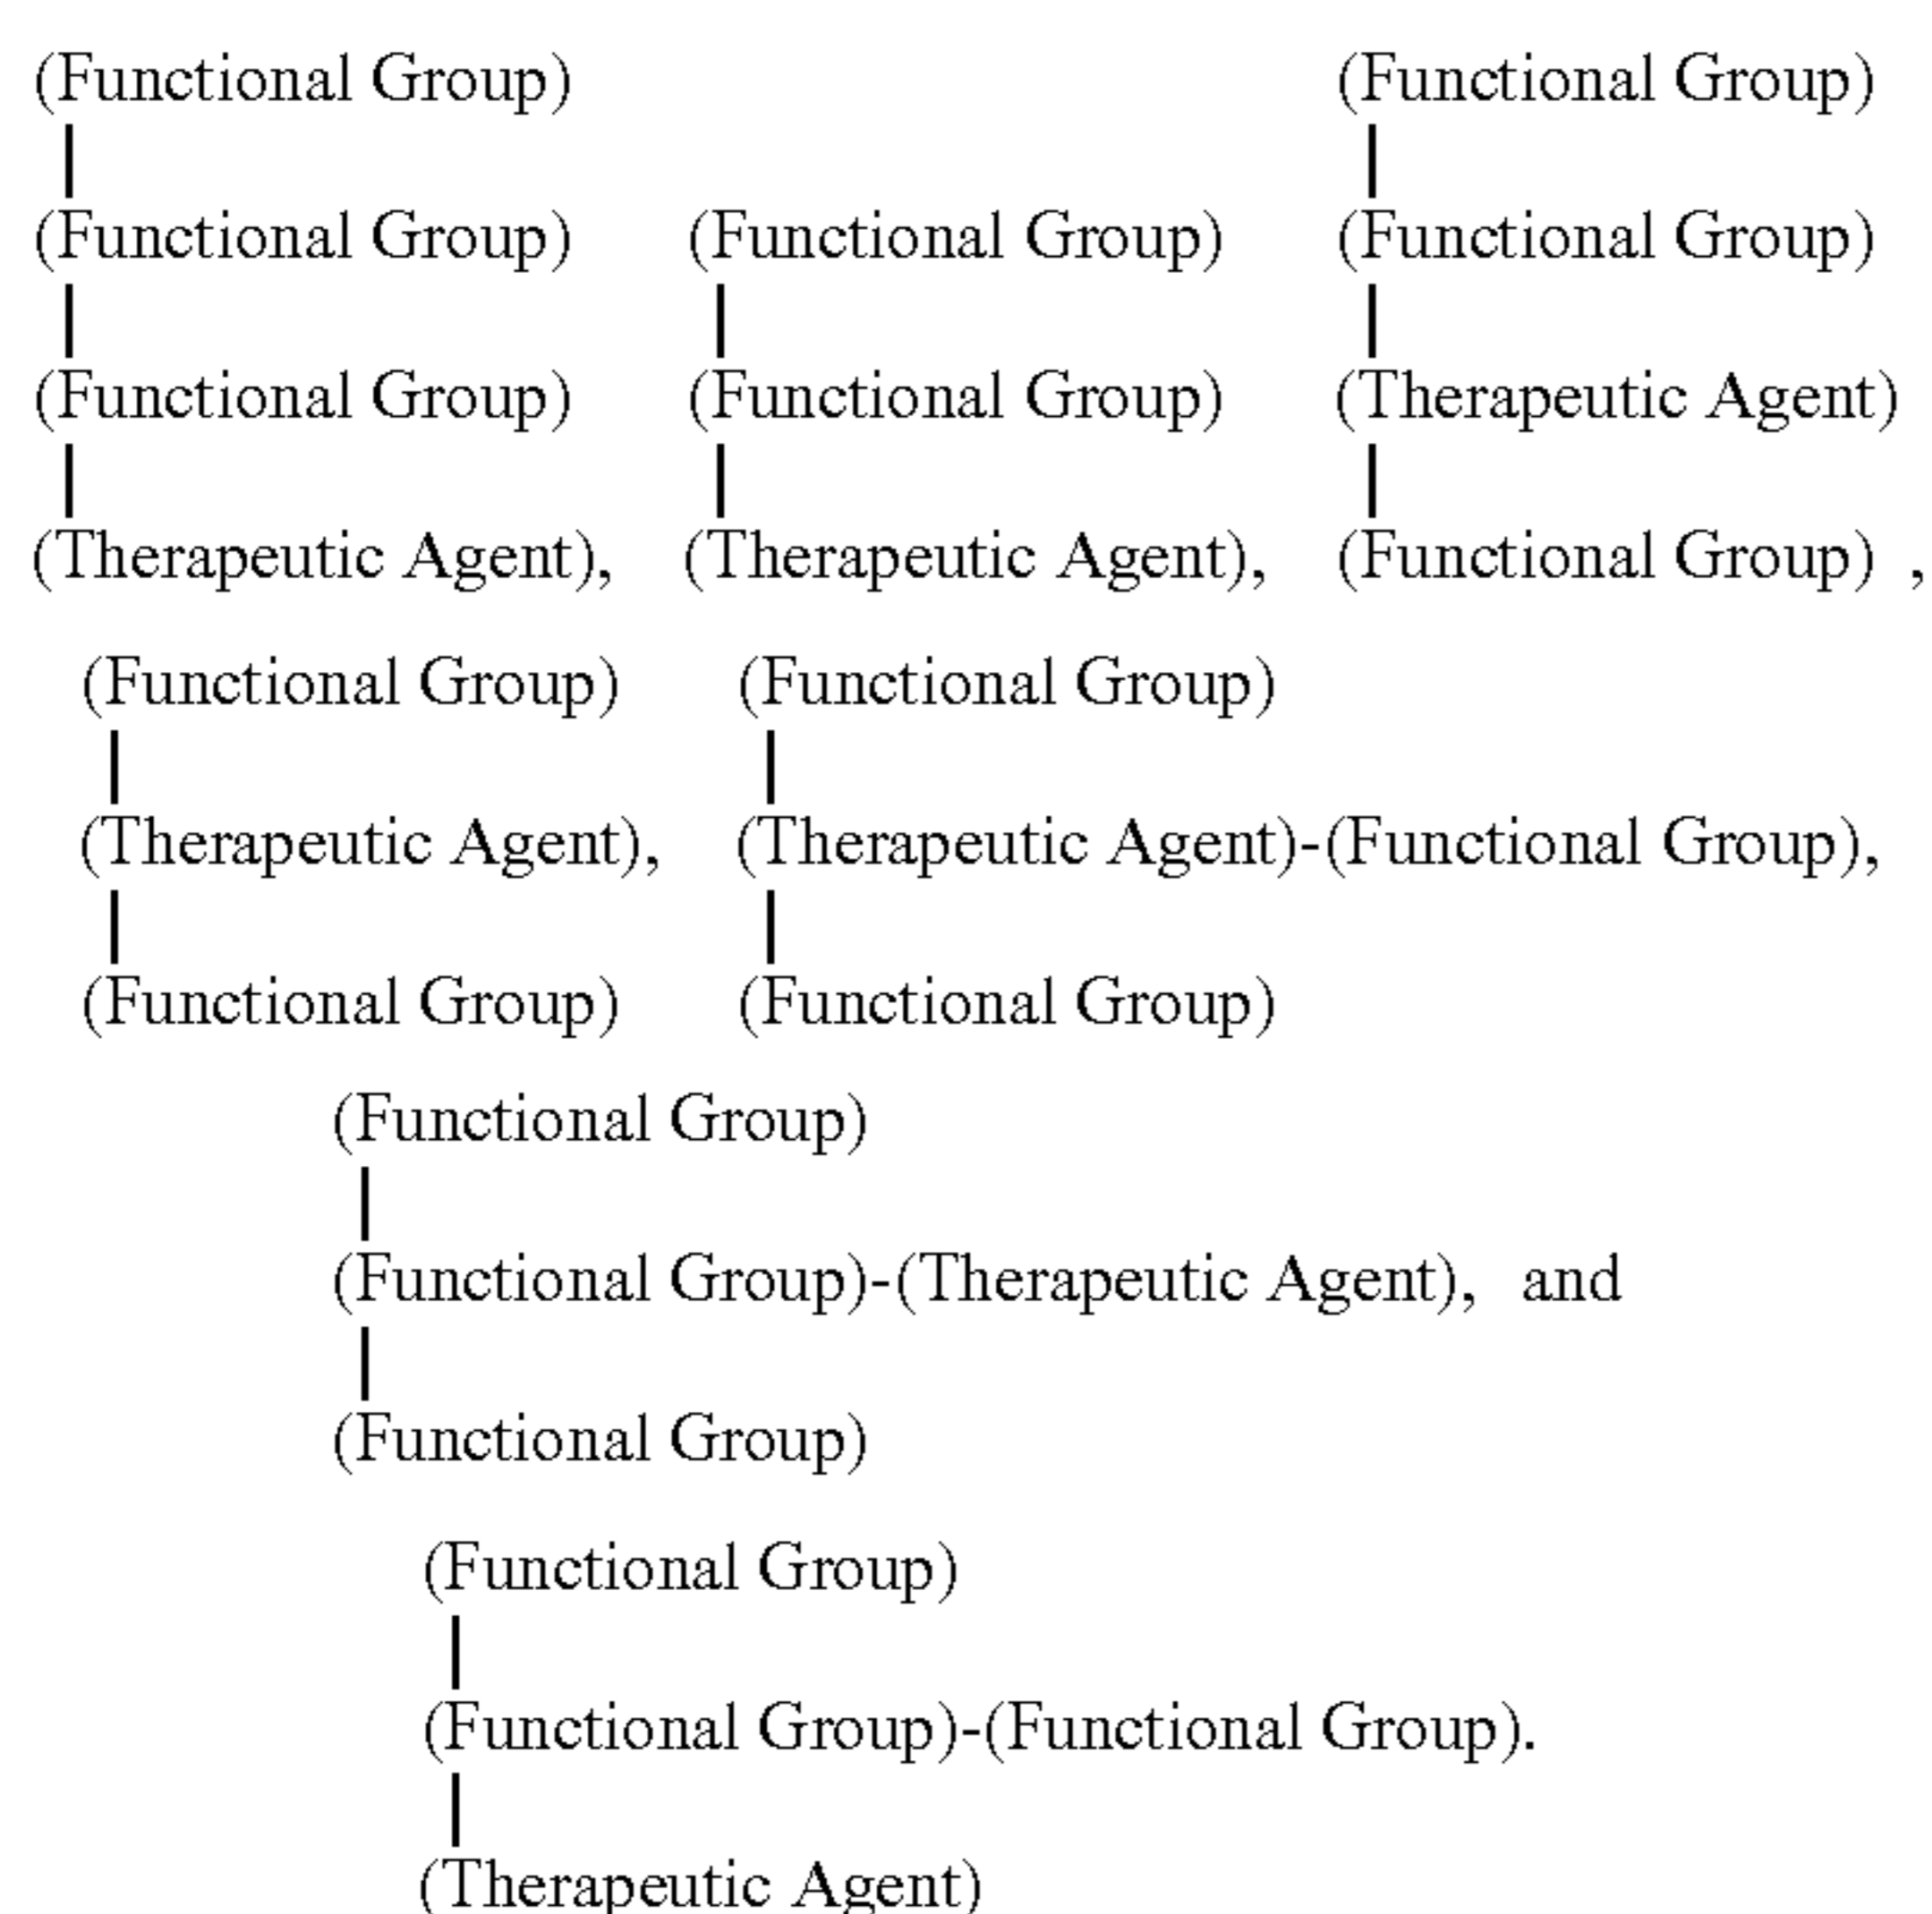 (Functional Group) (Functional Group)
(Functional Group) (Functional Group) (Functional Group)
(Functional Group) (Functional Group) (Therapeutic Agent)
(Therapeutic Agent), (Therapeutic Agent), (Functional Group) ,
(Functional Group) (Functional Group)
(Therapeutic Agent), (Therapeutic Agent)-(Functional Group),
(Functional Group) (Functional Group)
(Functional Group)
(Functional Group)-(Therapeutic Agent), and
(Functional Group)
(Functional Group)
(Functional Group)-(Functional Group).
(Therapeutic Agent)